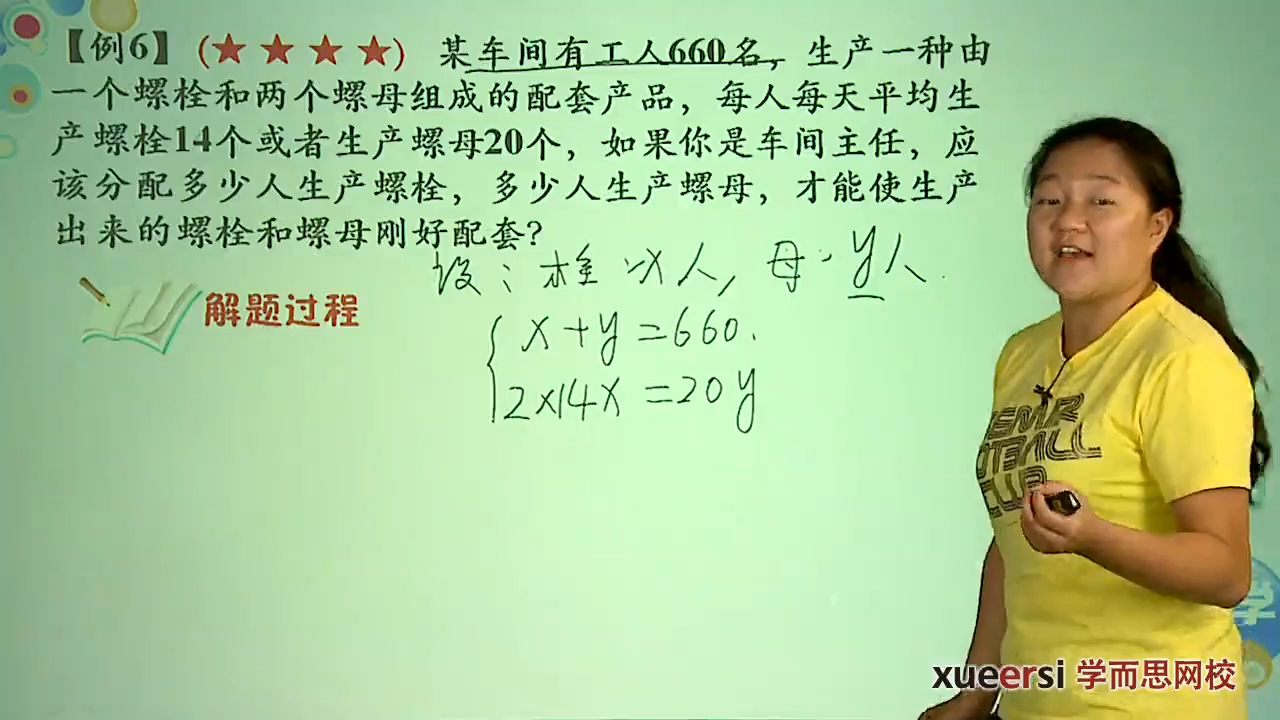 【例6】(★★★★) 某车间有工人660名，生产一种由
一个螺栓和两个螺母组成的配套产品，每人每天平均生
产螺栓14个或者生产螺母20个，如果你是车间主任，应
该分配多少人生产螺栓，多少人生产螺母，才能使生产
出来的螺栓和螺母刚好配套？
设：栓：x人，母：y人.
解题过程
x+y=660.
2×14x=20y
学
xueersi 学而思网校